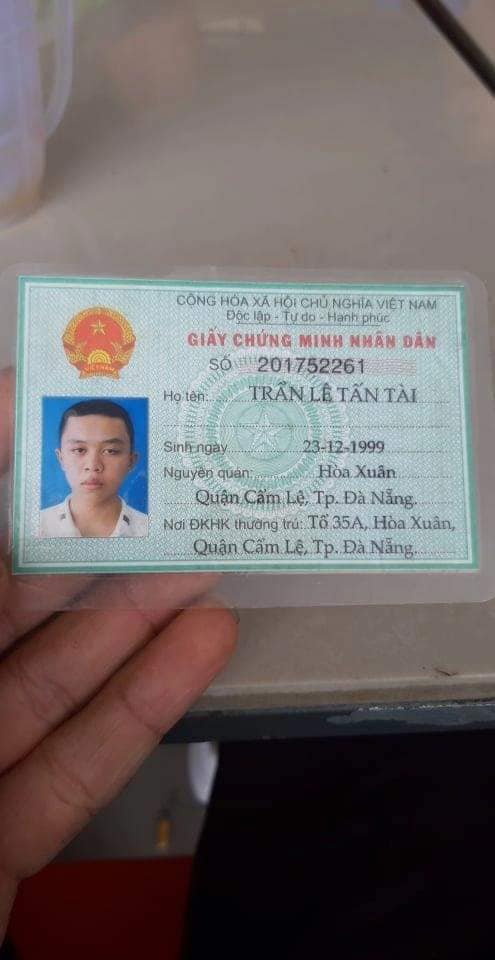 CỘNG HÒA XÃ HỘI CHỦ NGHĨA VIỆT NAM
Độc lập - Tự do - Hạnh phúc
GIẤY CHỨNG MINH NHÂN DÂN
SỐ 201752261
Họ tên: TRẦN LÊ TẤN TÀI
Sinh ngày 23-12-1999
Nguyên quán: Hòa Xuân
Quận Cẩm Lệ, Tp. Đà Nẵng.
Nơi ĐKHK thường trú: Tổ 35A, Hòa Xuân,
Quận Cẩm Lệ, Tp. Đà Nẵng.
VIỆT NAM